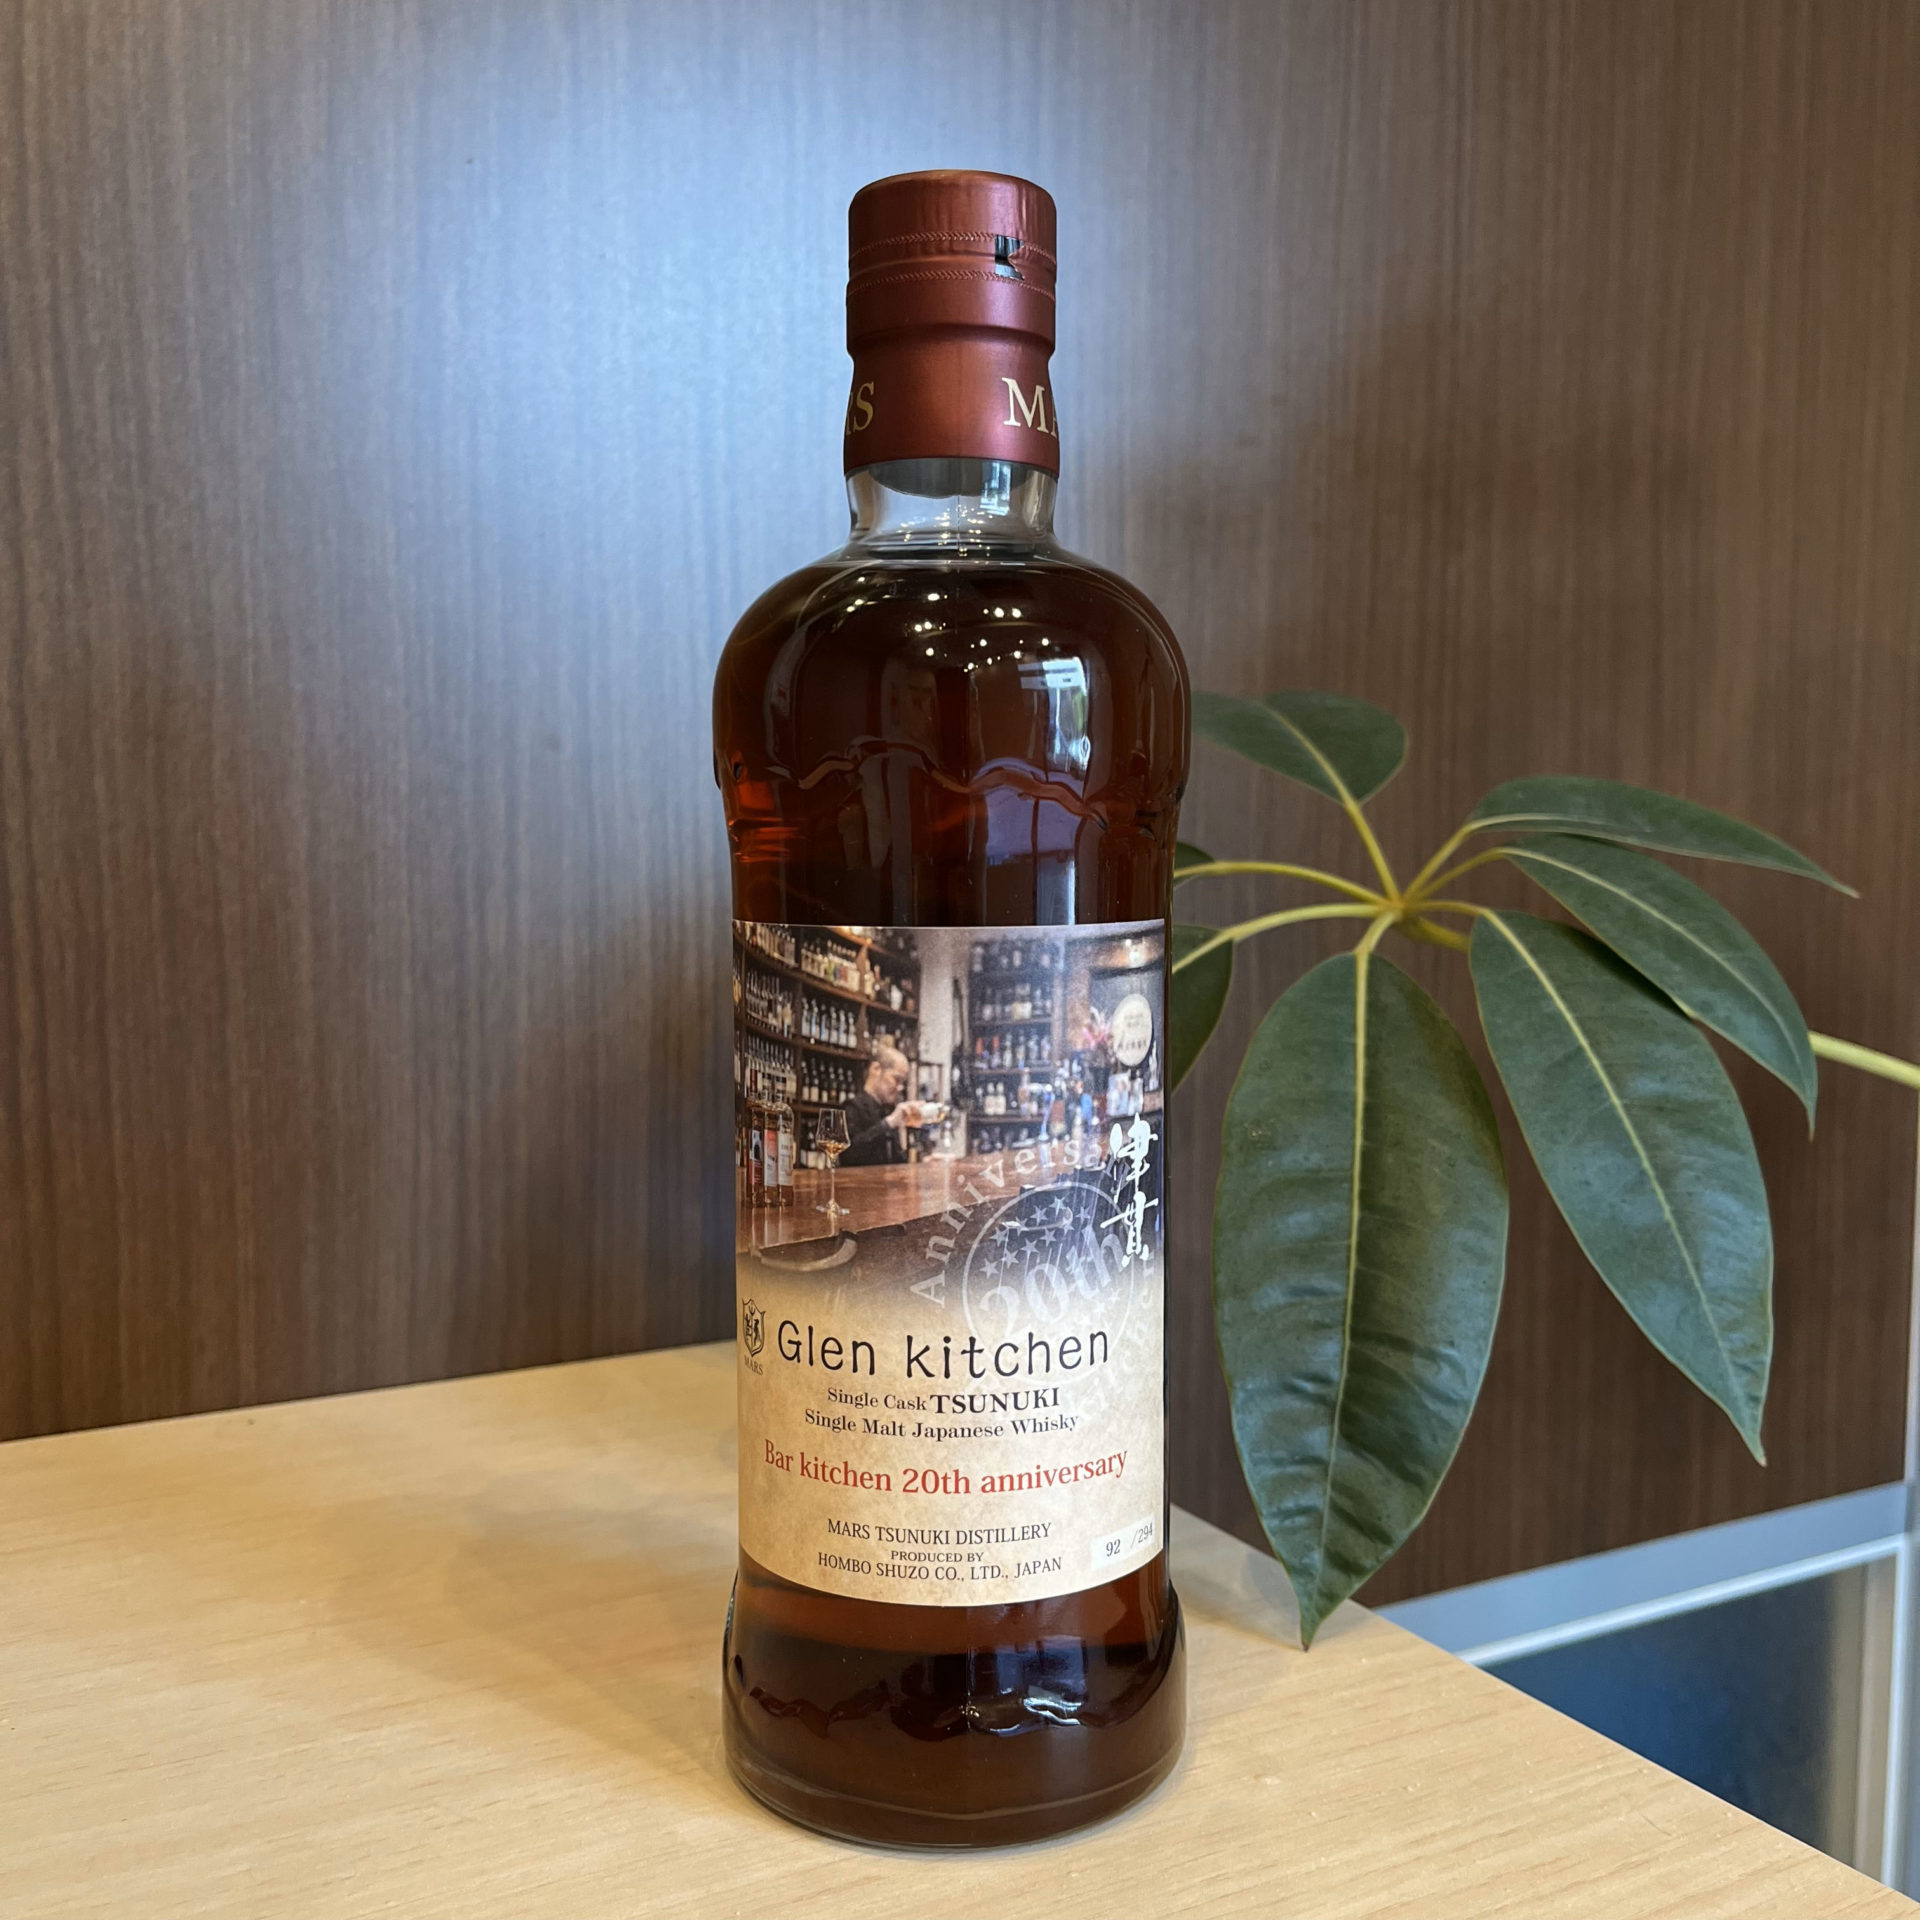 MARS
Anniversa
20th
津貫
MARS
Glen kitchen
Single Cask TSUNUKI
Single Malt Japanese Whisky
Bar kitchen 20th anniversary
MARS TSUNUKI DISTILLERY
PRODUCED BY
HOMBO SHUZO CO., LTD., JAPAN
92 /294